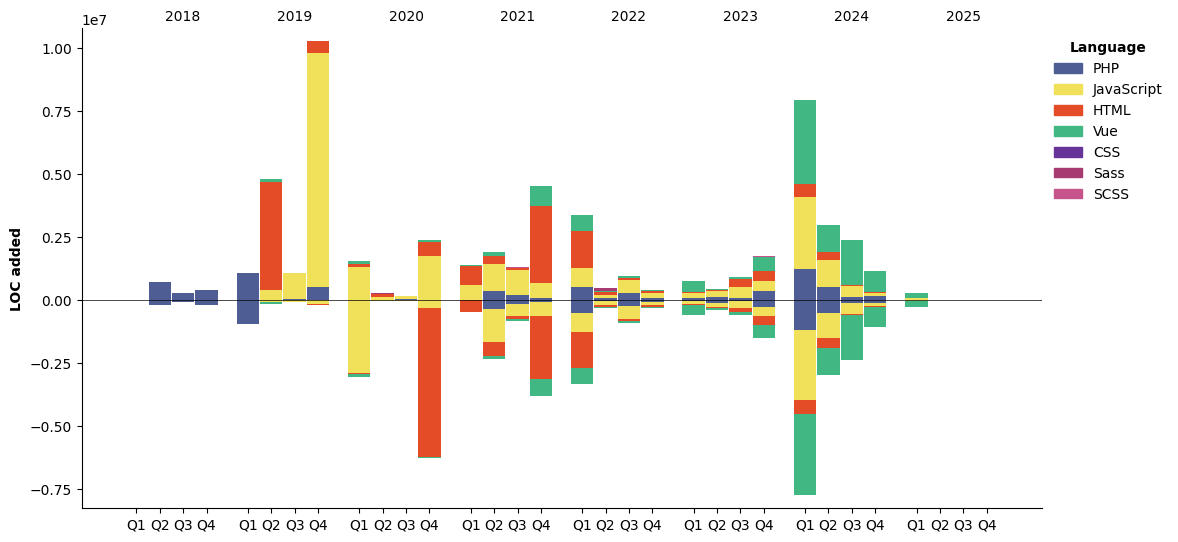 1e7
2018 2019 2020 2021 2022 2023 2024 2025
1.00
0.75
0.50
0.25
0.00
−0.25
−0.50
−0.75
LOC added
Q1 Q2 Q3 Q4 Q1 Q2 Q3 Q4 Q1 Q2 Q3 Q4 Q1 Q2 Q3 Q4 Q1 Q2 Q3 Q4 Q1 Q2 Q3 Q4 Q1 Q2 Q3 Q4 Q1 Q2 Q3 Q4
Language
PHP
JavaScript
HTML
Vue
CSS
Sass
SCSS